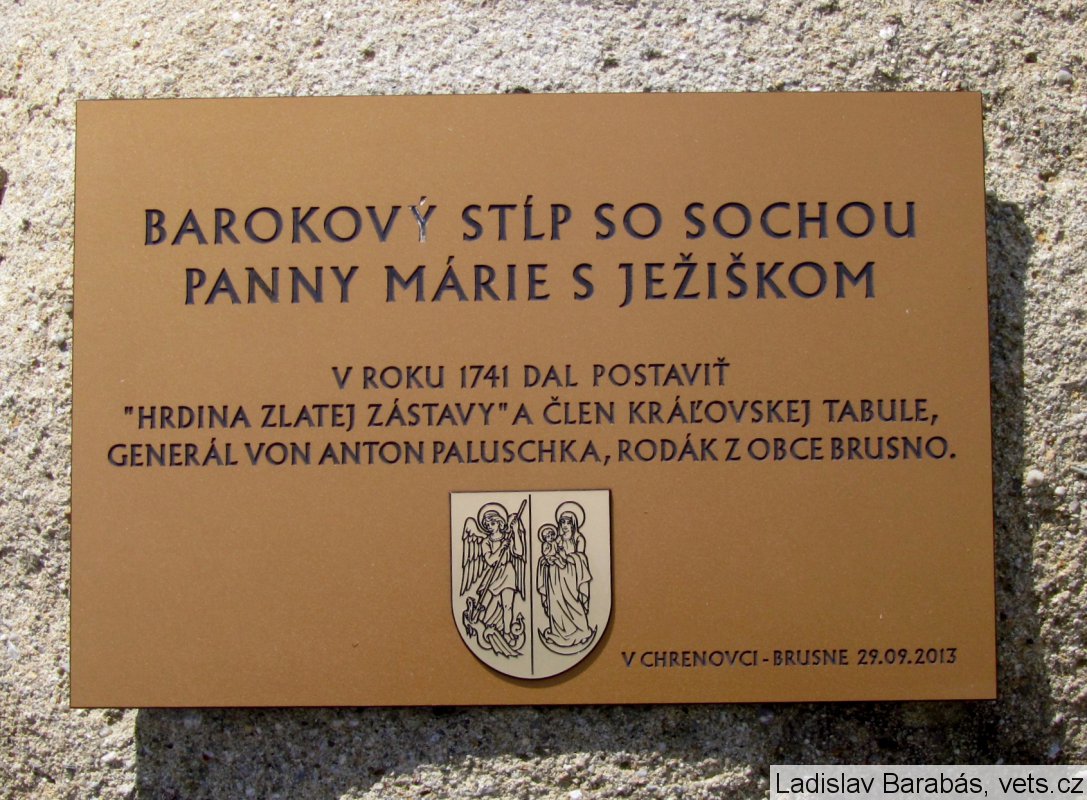 BAROKOVÝ STĹP SO SOCHOU
PANNY MÁRIE S JEŽIŠKOM
V ROKU 1741 DAL POSTAVIŤ
"HRDINA ZLATEJ ZÁSTAVY" A ČLEN KRÁĽOVSKEJ TABULE,
GENERÁL VON ANTON PALUSCHKA, RODÁK Z OBCE BRUSNO.
V CHRENOVCI - BRUSNE 29.09.2013
Ladislav Barabás, vets.cz